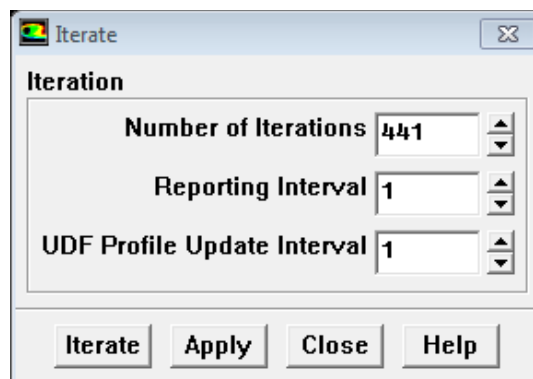 Iterate
Iteration
Number of Iterations 441
Reporting Interval 1
UDF Profile Update Interval 1
Iterate Apply Close Help